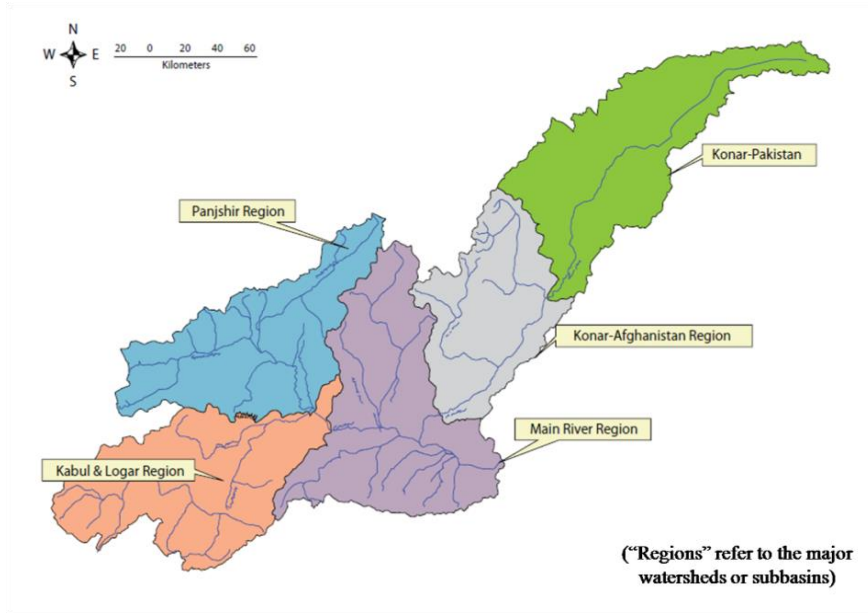 N
W E
S
20 0 20 40 60
Kilometers
Konar-Pakistan
Panjshir Region
Konar-Afghanistan Region
Main River Region
Kabul & Logar Region
("Regions" refer to the major
watersheds or subbasins)